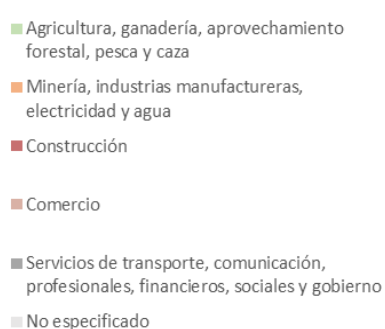 Agricultura, ganadería, aprovechamiento
forestal, pesca y caza
Minería, industrias manufactureras,
electricidad y agua
Construcción
Comercio
Servicios de transporte, comunicación,
profesionales, financieros, sociales y gobierno
No especificado